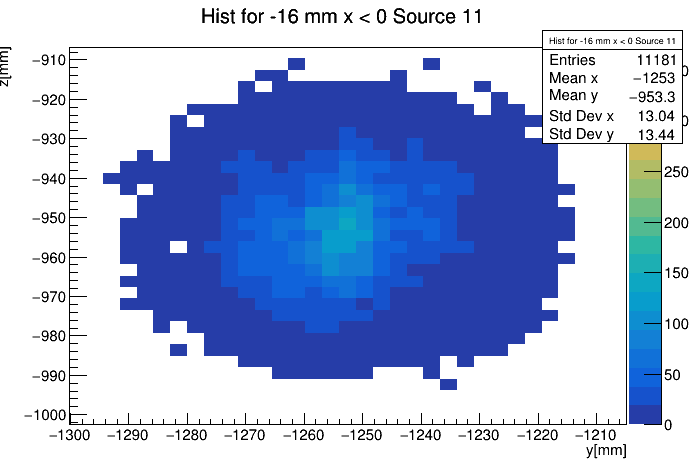 Hist for -16 mm x < 0 Source 11
z[mm]
Hist for -16 mm x < 0 Source 11
Entries 11181
Mean x −1253
Mean y −953.3
Std Dev x 13.04
Std Dev y 13.44
−910
−920
−930
−940
−950
−960
−970
−980
−990
−1000
250
200
150
100
50
0
−1300 −1290 −1280 −1270 −1260 −1250 −1240 −1230 −1220 −1210
y[mm]